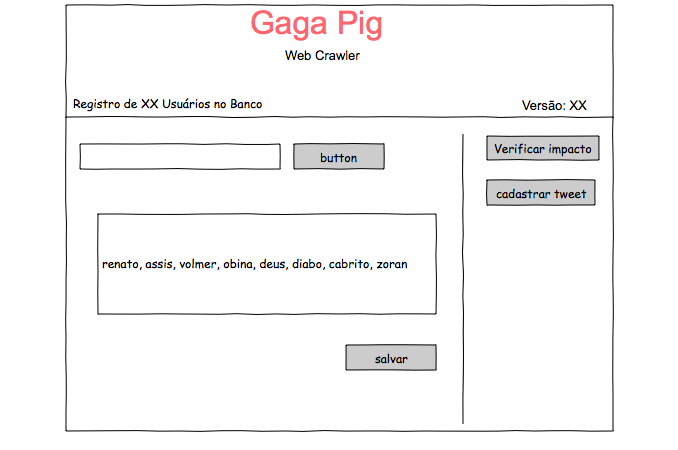 Gaga Pig
Web Crawler
Registro de XX Usuários no Banco
Versão: XX
button
Verificar impacto
cadastrar tweet
renato, assis, volmer, obina, deus, diabo, cabrito, zoran
salvar